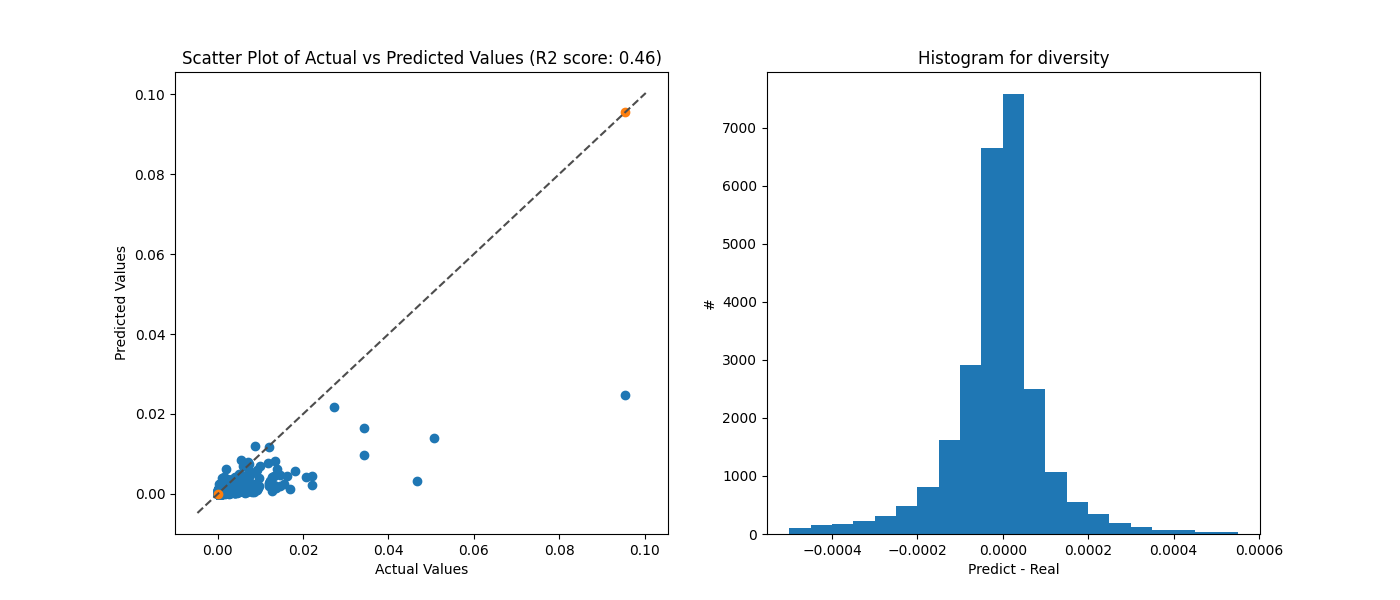 Scatter Plot of Actual vs Predicted Values (R2 score: 0.46)
0.10
0.08
0.06
0.04
0.02
0.00
Predicted Values
0.00 0.02 0.04 0.06 0.08 0.10
Actual Values
Histogram for diversity
7000
6000
5000
4000
3000
2000
1000
0
#
−0.0004 −0.0002 0.0000 0.0002 0.0004 0.0006
Predict - Real